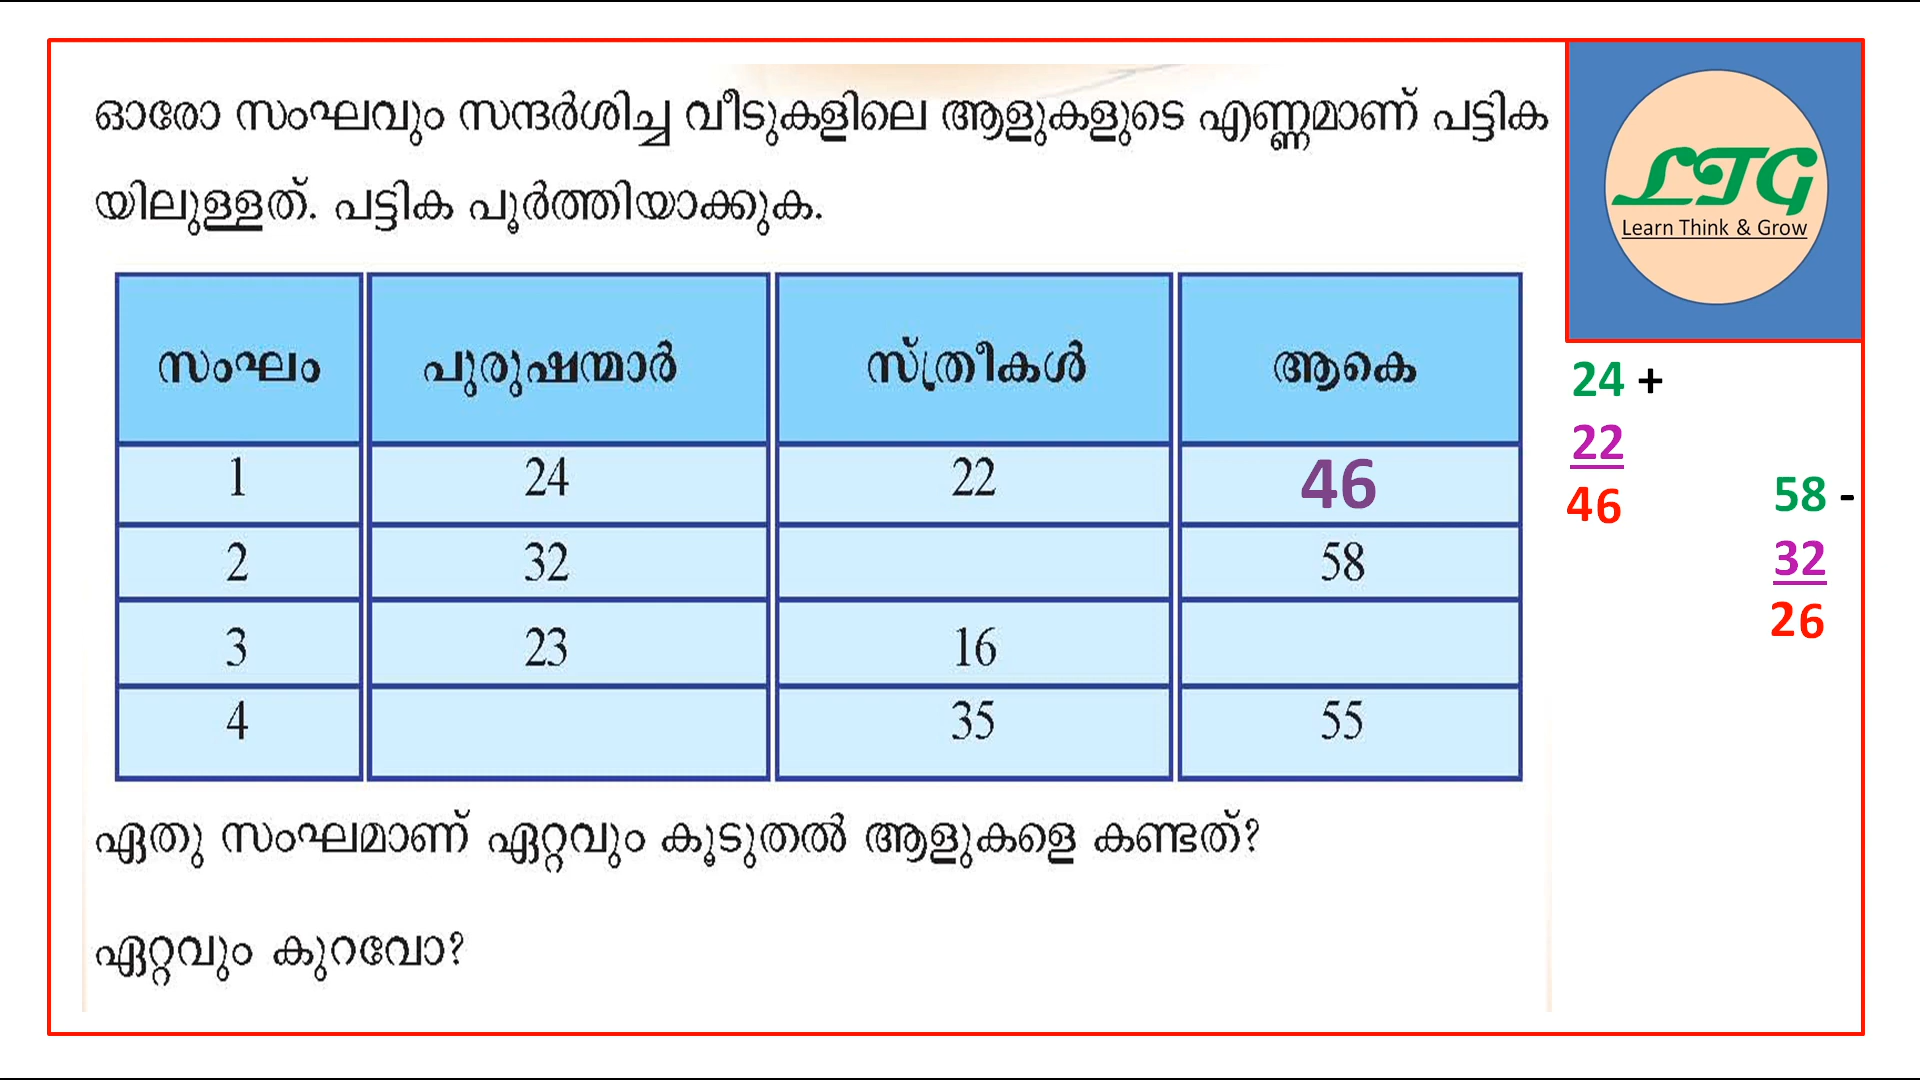 ഓരോ സംഘവും സന്ദർശിച്ച വീടുകളിലെ ആളുകളുടെ എണ്ണമാണ് പട്ടിക
യിലുള്ളത്. പട്ടിക പൂർത്തിയാക്കുക.
LTG
Learn Think & Grow
സംഘം പുരുഷന്മാർ സ്ത്രീകൾ ആകെ
1 24 22 46
2 32 58
3 23 16
4 35 55
24 +
22
46
58 -
32
26
ഏതു സംഘമാണ് ഏറ്റവും കൂടുതൽ ആളുകളെ കണ്ടത്?
ഏറ്റവും കുറവോ?